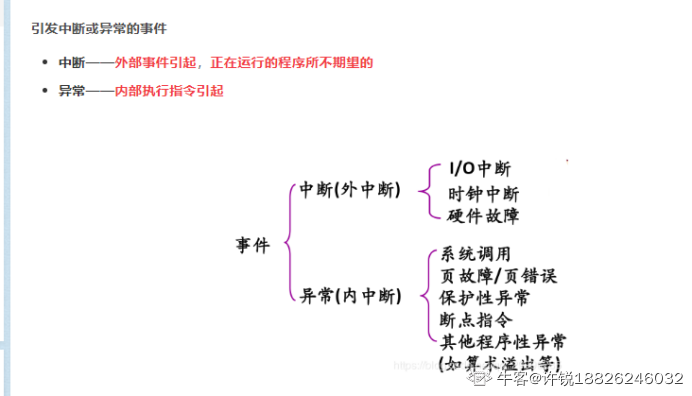 引发中断或异常的事件
中断——外部事件引起，正在运行的程序所不期望的
异常——内部执行指令引起
I/O中断
中断(外中断)
时钟中断
硬件故障
事件
系统调用
页故障/页错误
异常(内中断)
保护性异常
断点指令
其他程序性异常
(如算术溢出等)
牛客@许锐18826246032